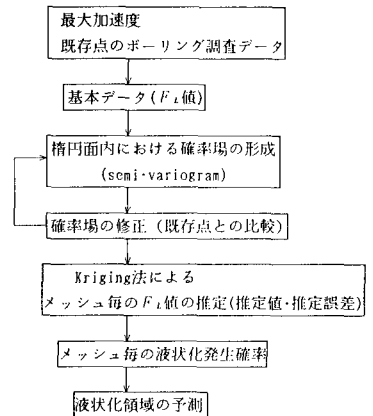 最大加速度
既存点のボーリング調査データ
基本データ(FL値)
楕円面内における確率場の形成
(semi-variogram)
確率場の修正(既存点との比較)
Kriging法による
メッシュ毎のFL値の推定(推定値・推定誤差)
メッシュ毎の液状化発生確率
液状化領域の予測